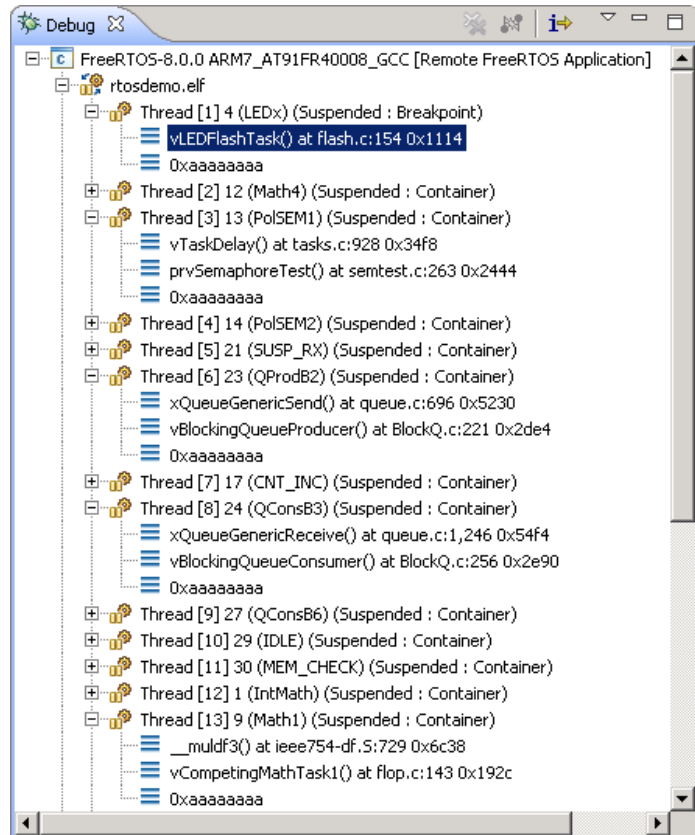 Debug
FreeRTOS-8.0.0 ARM7_AT91FR40008_GCC [Remote FreeRTOS Application]
rtosdemo.elf
Thread [1] 4 (LEDx) (Suspended : Breakpoint)
vLEDFlashTask() at flash.c:154 0x1114
0xaaaaaaaa
Thread [2] 12 (Math4) (Suspended : Container)
Thread [3] 13 (PolSEM1) (Suspended : Container)
vTaskDelay() at tasks.c:928 0x34f8
prvSemaphoreTest() at semtest.c:263 0x2444
0xaaaaaaaa
Thread [4] 14 (PolSEM2) (Suspended : Container)
Thread [5] 21 (SUSP_RX) (Suspended : Container)
Thread [6] 23 (QProdB2) (Suspended : Container)
xQueueGenericSend() at queue.c:696 0x5230
vBlockingQueueProducer() at BlockQ.c:221 0x2de4
0xaaaaaaaa
Thread [7] 17 (CNT_INC) (Suspended : Container)
Thread [8] 24 (QConsB3) (Suspended : Container)
xQueueGenericReceive() at queue.c:1,246 0x54f4
vBlockingQueueConsumer() at BlockQ.c:256 0x2e90
0xaaaaaaaa
Thread [9] 27 (QConsB6) (Suspended : Container)
Thread [10] 29 (IDLE) (Suspended : Container)
Thread [11] 30 (MEM_CHECK) (Suspended : Container)
Thread [12] 1 (IntMath) (Suspended : Container)
Thread [13] 9 (Math1) (Suspended : Container)
__muldf3() at ieee754-df.S:729 0x6c38
vCompetingMathTask1() at flop.c:143 0x192c
0xaaaaaaaa